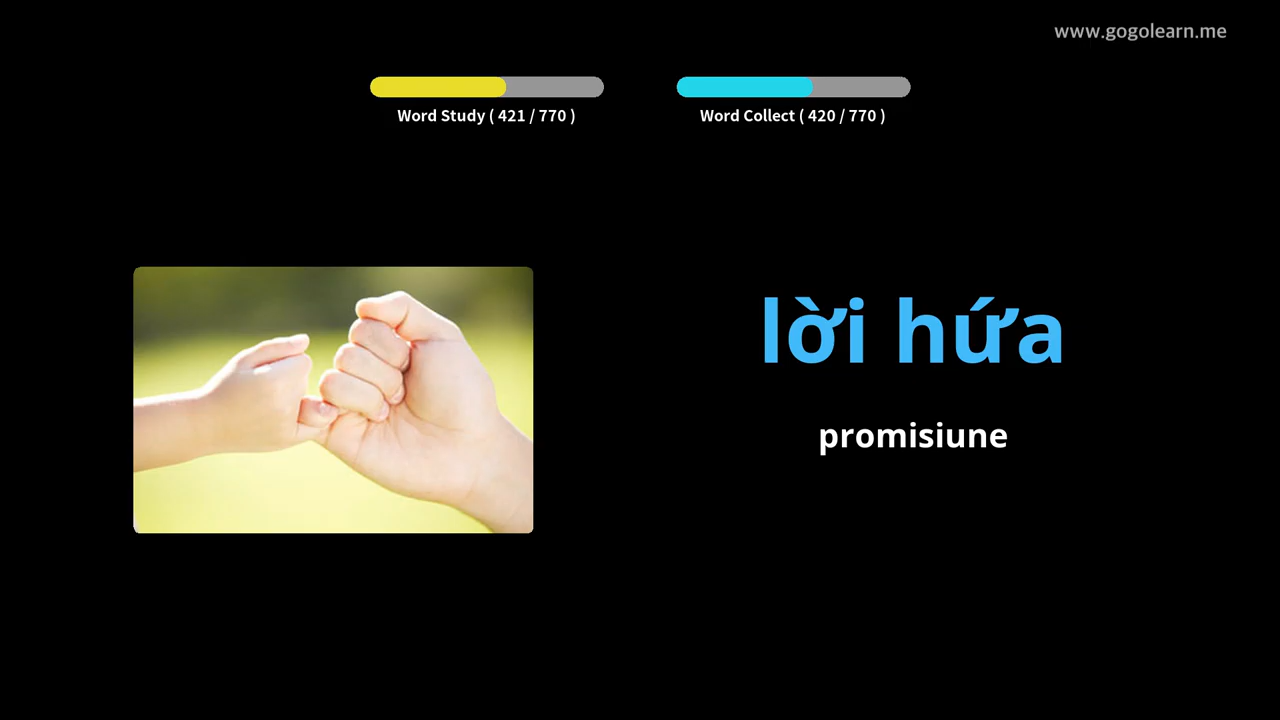 www.gogolearn.me
Word Study ( 421 / 770 )
Word Collect ( 420 / 770 )
lời hứa
promisiune